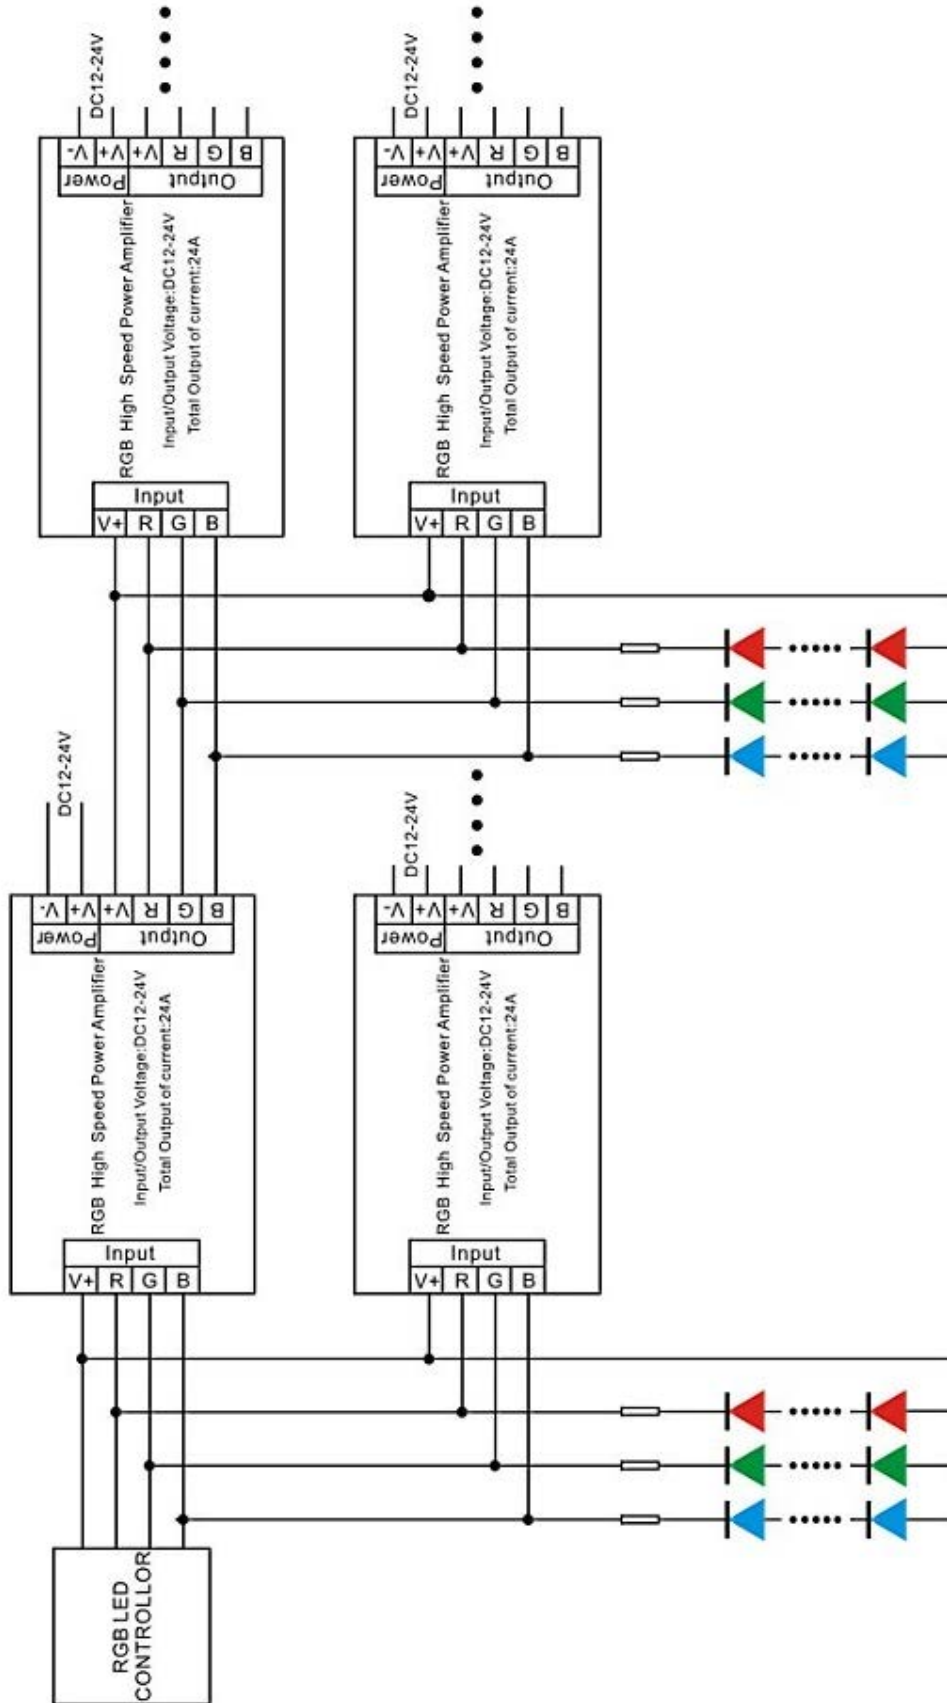 DC12-24V
V- V+ V+ R G B
Power Output
RGB High Speed Power Amplifier
Input/Output Voltage:DC12-24V
Total Output of current:24A
Input
V+ R G B
DC12-24V
V- V+ V+ R G B
Power Output
RGB High Speed Power Amplifier
Input/Output Voltage:DC12-24V
Total Output of current:24A
Input
V+ R G B
DC12-24V
V- V+ V+ R G B
Power Output
RGB High Speed Power Amplifier
Input/Output Voltage:DC12-24V
Total Output of current:24A
Input
V+ R G B
DC12-24V
V- V+ V+ R G B
Power Output
RGB High Speed Power Amplifier
Input/Output Voltage:DC12-24V
Total Output of current:24A
Input
V+ R G B
RGB LED
CONTROLLOR